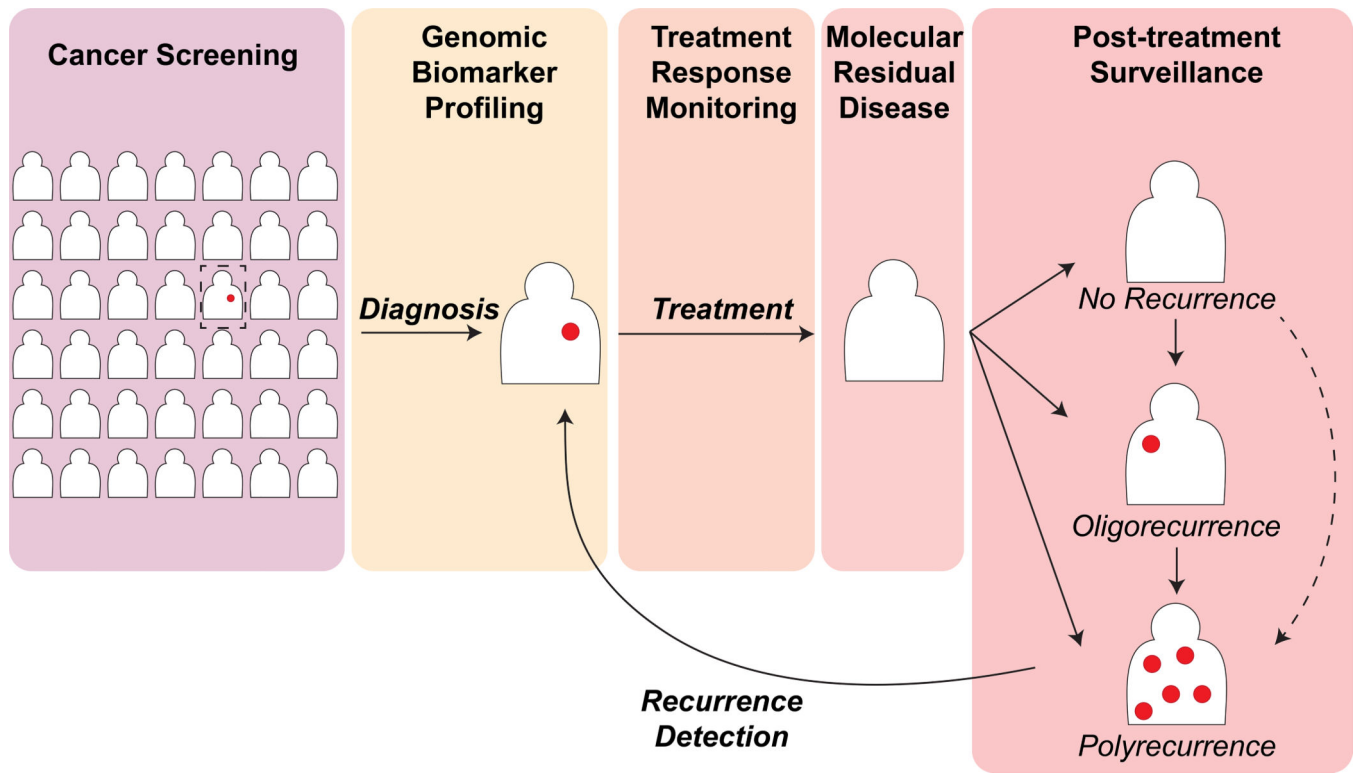 Cancer Screening
Genomic
Biomarker
Profiling
Treatment
Response
Monitoring
Molecular
Residual
Disease
Post-treatment
Surveillance
Diagnosis
Treatment
No Recurrence
Oligorecurrence
Polyrecurrence
Recurrence
Detection